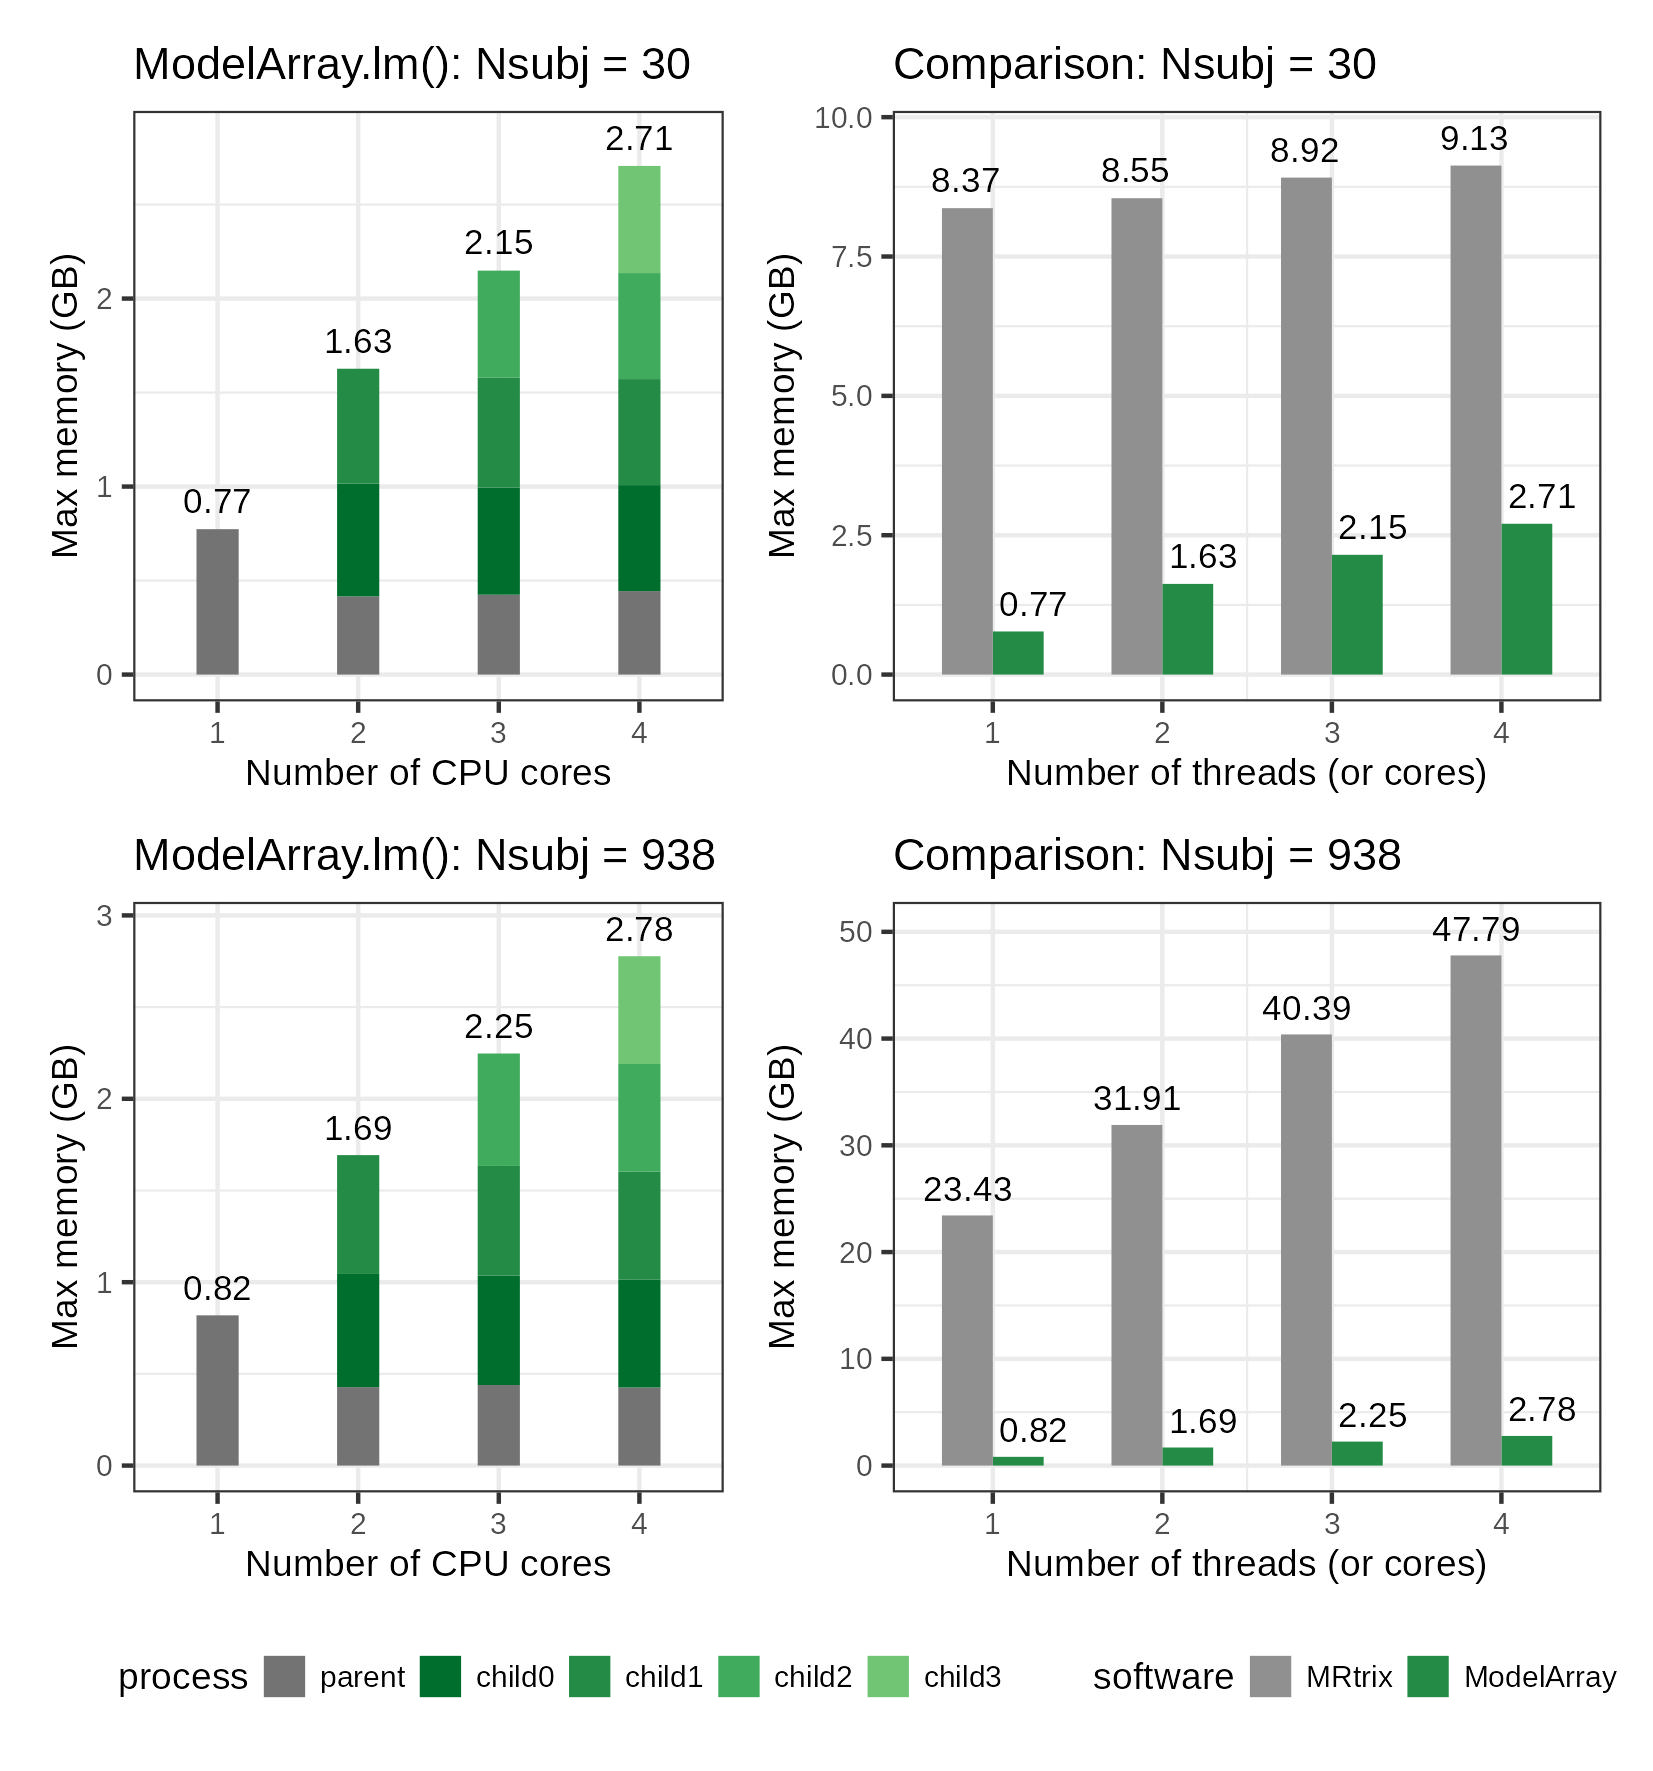 ModelArray.lm(): Nsubj = 30
Max memory (GB)
2
1
0
0.77
1.63
2.15
2.71
1 2 3 4
Number of CPU cores
Comparison: Nsubj = 30
Max memory (GB)
10.0
7.5
5.0
2.5
0.0
8.37
0.77
8.55
1.63
8.92
2.15
9.13
2.71
1 2 3 4
Number of threads (or cores)
ModelArray.lm(): Nsubj = 938
Max memory (GB)
3
2
1
0
0.82
1.69
2.25
2.78
1 2 3 4
Number of CPU cores
Comparison: Nsubj = 938
Max memory (GB)
50
40
30
20
10
0
23.43
0.82
31.91
1.69
40.39
2.25
47.79
2.78
1 2 3 4
Number of threads (or cores)
process parent child0 child1 child2 child3
software MRtrix ModelArray